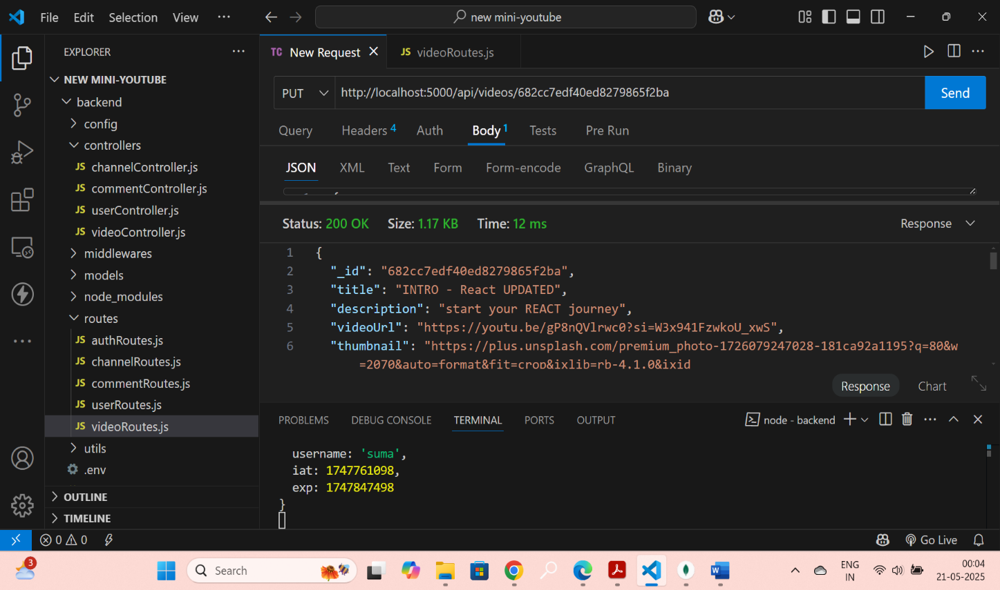 File Edit Selection View ··· new mini-youtube
EXPLORER ···
NEW MINI-YOUTUBE
backend
config
controllers
JS channelController.js
JS commentController.js
JS userController.js
JS videoController.js
middlewares
models
node_modules
routes
JS authRoutes.js
JS channelRoutes.js
JS commentRoutes.js
JS userRoutes.js
JS videoRoutes.js
utils
.env
OUTLINE
TIMELINE
TC New Request JS videoRoutes.js
PUT http://localhost:5000/api/videos/682cc7edf40ed8279865f2ba Send
Query Headers 4 Auth Body 1 Tests Pre Run
JSON XML Text Form Form-encode GraphQL Binary
Status: 200 OK Size: 1.17 KB Time: 12 ms Response
1 {
2 "_id": "682cc7edf40ed8279865f2ba",
3 "title": "INTRO - React UPDATED",
4 "description": "start your REACT journey",
5 "videoUrl": "https://youtu.be/gP8nQVlrwc0?si=W3x941FzwkoU_xwS",
6 "thumbnail": "https://plus.unsplash.com/premium_photo-1726079247028-181ca92a1195?q=80&w
=2070&auto=format&fit=crop&ixlib=rb-4.1.0&ixid
Response Chart
PROBLEMS DEBUG CONSOLE TERMINAL PORTS OUTPUT node - backend
username: 'suma',
iat: 1747761098,
exp: 1747847498
}
0 0 Go Live
3 Search ENG IN 00:04 21-05-2025